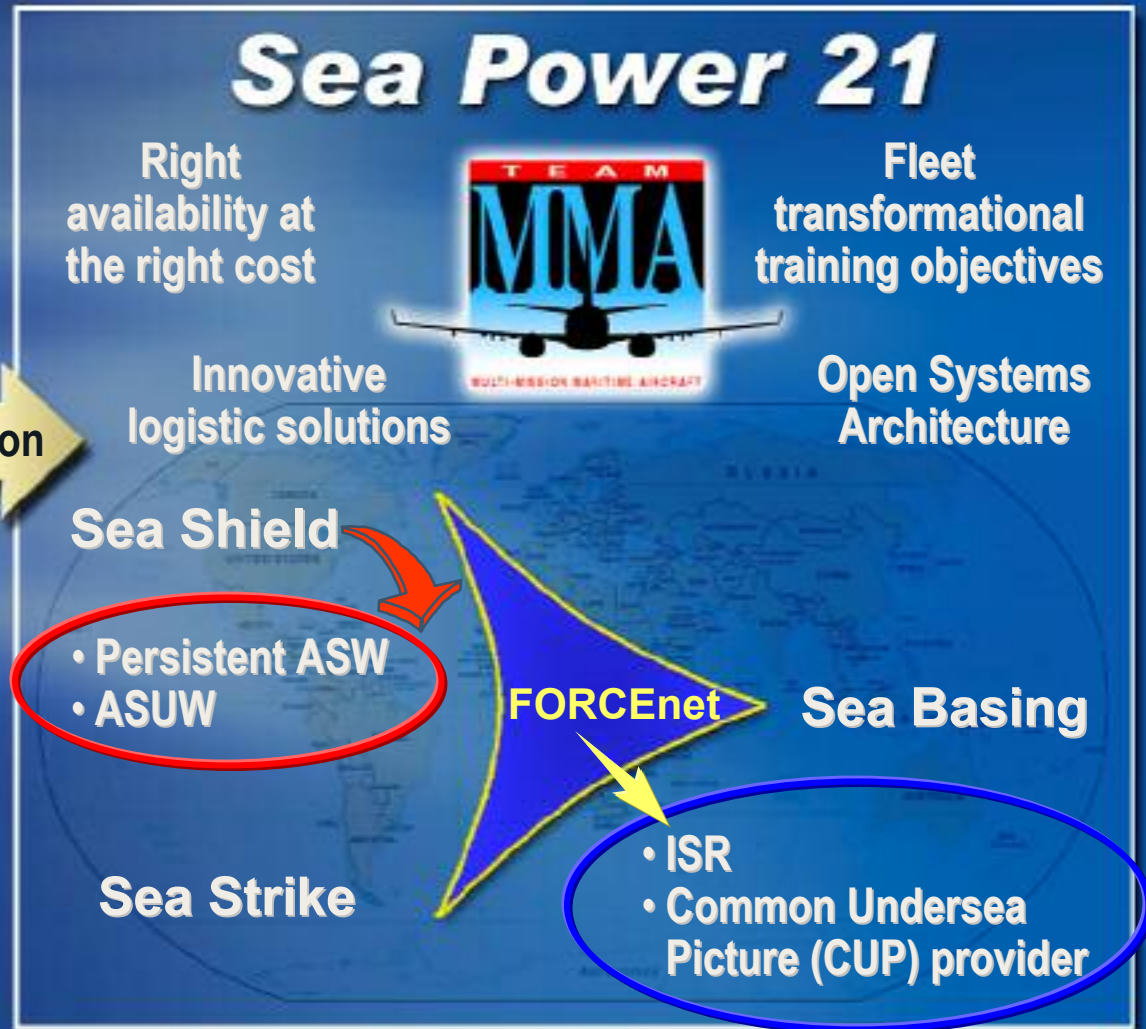 Sea Power 21
Right
availability at
the right cost
TEAM
MMA
MULTI-MISSION MARITIME AIRCRAFT
Fleet
transformational
training objectives
Innovative
logistic solutions
Open Systems
Architecture
on
RUSSIA
Sea Shield
• Persistent ASW
• ASUW
FORCEnet
Sea Basing
Sea Strike
• ISR
• Common Undersea
Picture (CUP) provider